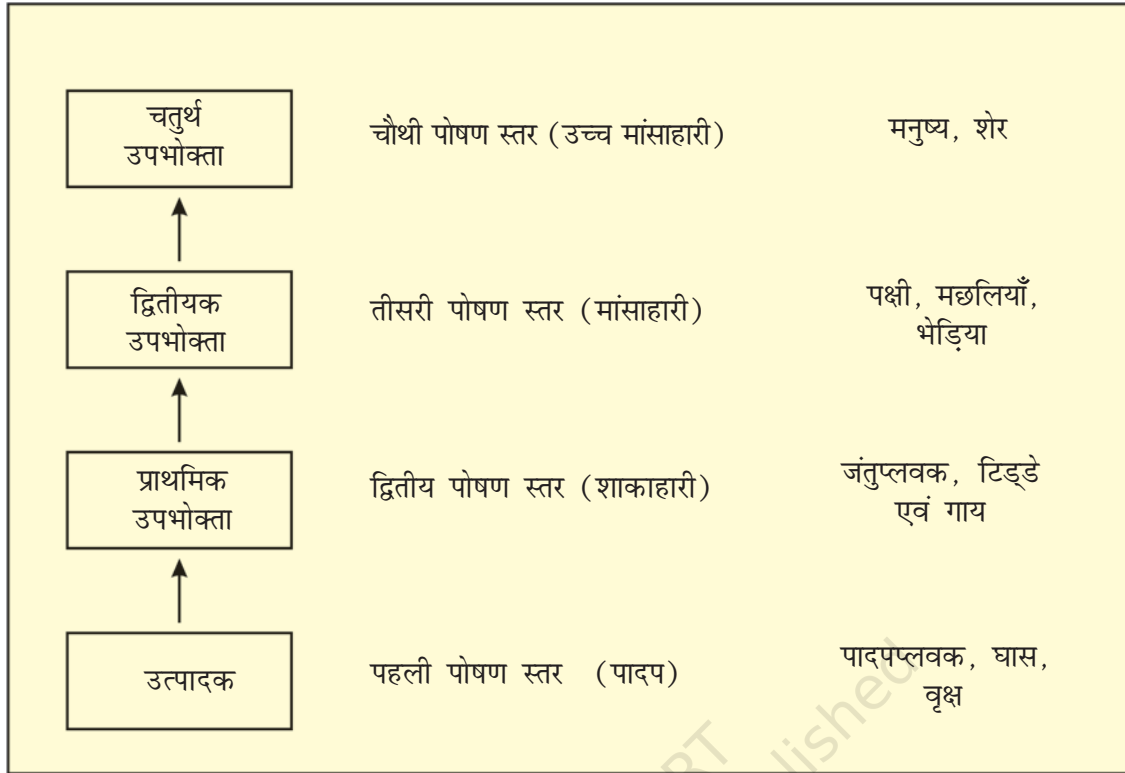 चतुर्थ
उपभोक्ता
चौथी पोषण स्तर (उच्च मांसाहारी)
मनुष्य, शेर
द्वितीयक
उपभोक्ता
तीसरी पोषण स्तर (मांसाहारी)
पक्षी, मछलियाँ,
भेड़िया
प्राथमिक
उपभोक्ता
द्वितीय पोषण स्तर (शाकाहारी)
जंतुप्लवक, टिड्डे
एवं गाय
उत्पादक
पहली पोषण स्तर (पादप)
पादपप्लवक, घास,
वृक्ष